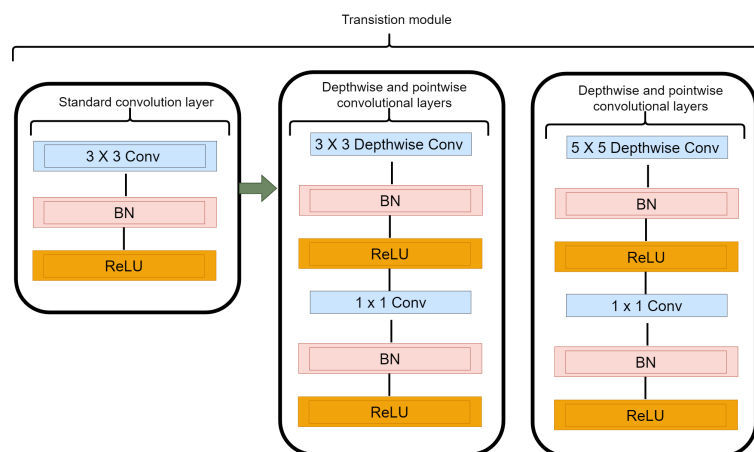 Transistion module
Standard convolution layer
3 X 3 Conv
BN
ReLU
Depthwise and pointwise
convolutional layers
3 X 3 Depthwise Conv
BN
ReLU
1 x 1 Conv
BN
ReLU
Depthwise and pointwise
convolutional layers
5 X 5 Depthwise Conv
BN
ReLU
1 x 1 Conv
BN
ReLU